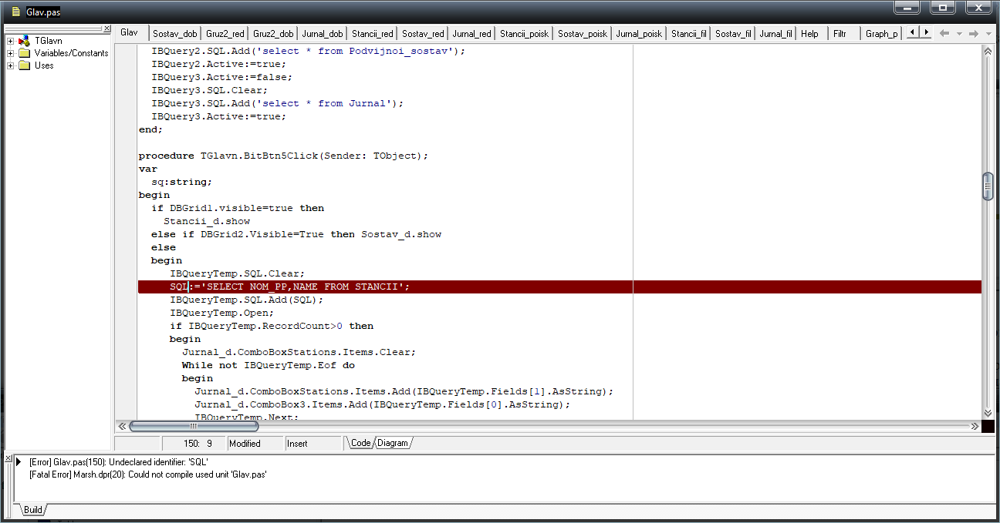 Glav.pas
TGlavn
Variables/Constants
Uses
Glav Sostav_dob Gruz2_red Gruz2_dob Jurnal_dob Stancii_red Sostav_red Jurnal_red Stancii_poisk Sostav_poisk Jurnal_poisk Stancii_fil Sostav_fil Jurnal_fil Help Filtr Graph_p
IBQuery2.SQL.Add('select * from Podvijnoi_sostav');
IBQuery2.Active:=true;
IBQuery3.Active:=false;
IBQuery3.SQL.Clear;
IBQuery3.SQL.Add('select * from Jurnal');
IBQuery3.Active:=true;
end;
procedure TGlavn.BitBtn5Click(Sender: TObject);
var
sq:string;
begin
if DBGrid1.visible=true then
Stancii_d.show
else if DBGrid2.Visible=True then Sostav_d.show
else
begin
IBQueryTemp.SQL.Clear;
SQL:='SELECT NOM_PP,NAME FROM STANCII';
IBQueryTemp.SQL.Add(SQL);
IBQueryTemp.Open;
if IBQueryTemp.RecordCount>0 then
begin
Jurnal_d.ComboBoxStations.Items.Clear;
While not IBQueryTemp.Eof do
begin
Jurnal_d.ComboBoxStations.Items.Add(IBQueryTemp.Fields[1].AsString);
Jurnal_d.ComboBox3.Items.Add(IBQueryTemp.Fields[0].AsString);
IBQueryTemp.Next;
150: 9 Modified Insert Code Diagram
[Error] Glav.pas(150): Undeclared identifier: 'SQL'
[Fatal Error] Marsh.dpr(20): Could not compile used unit 'Glav.pas'
Build